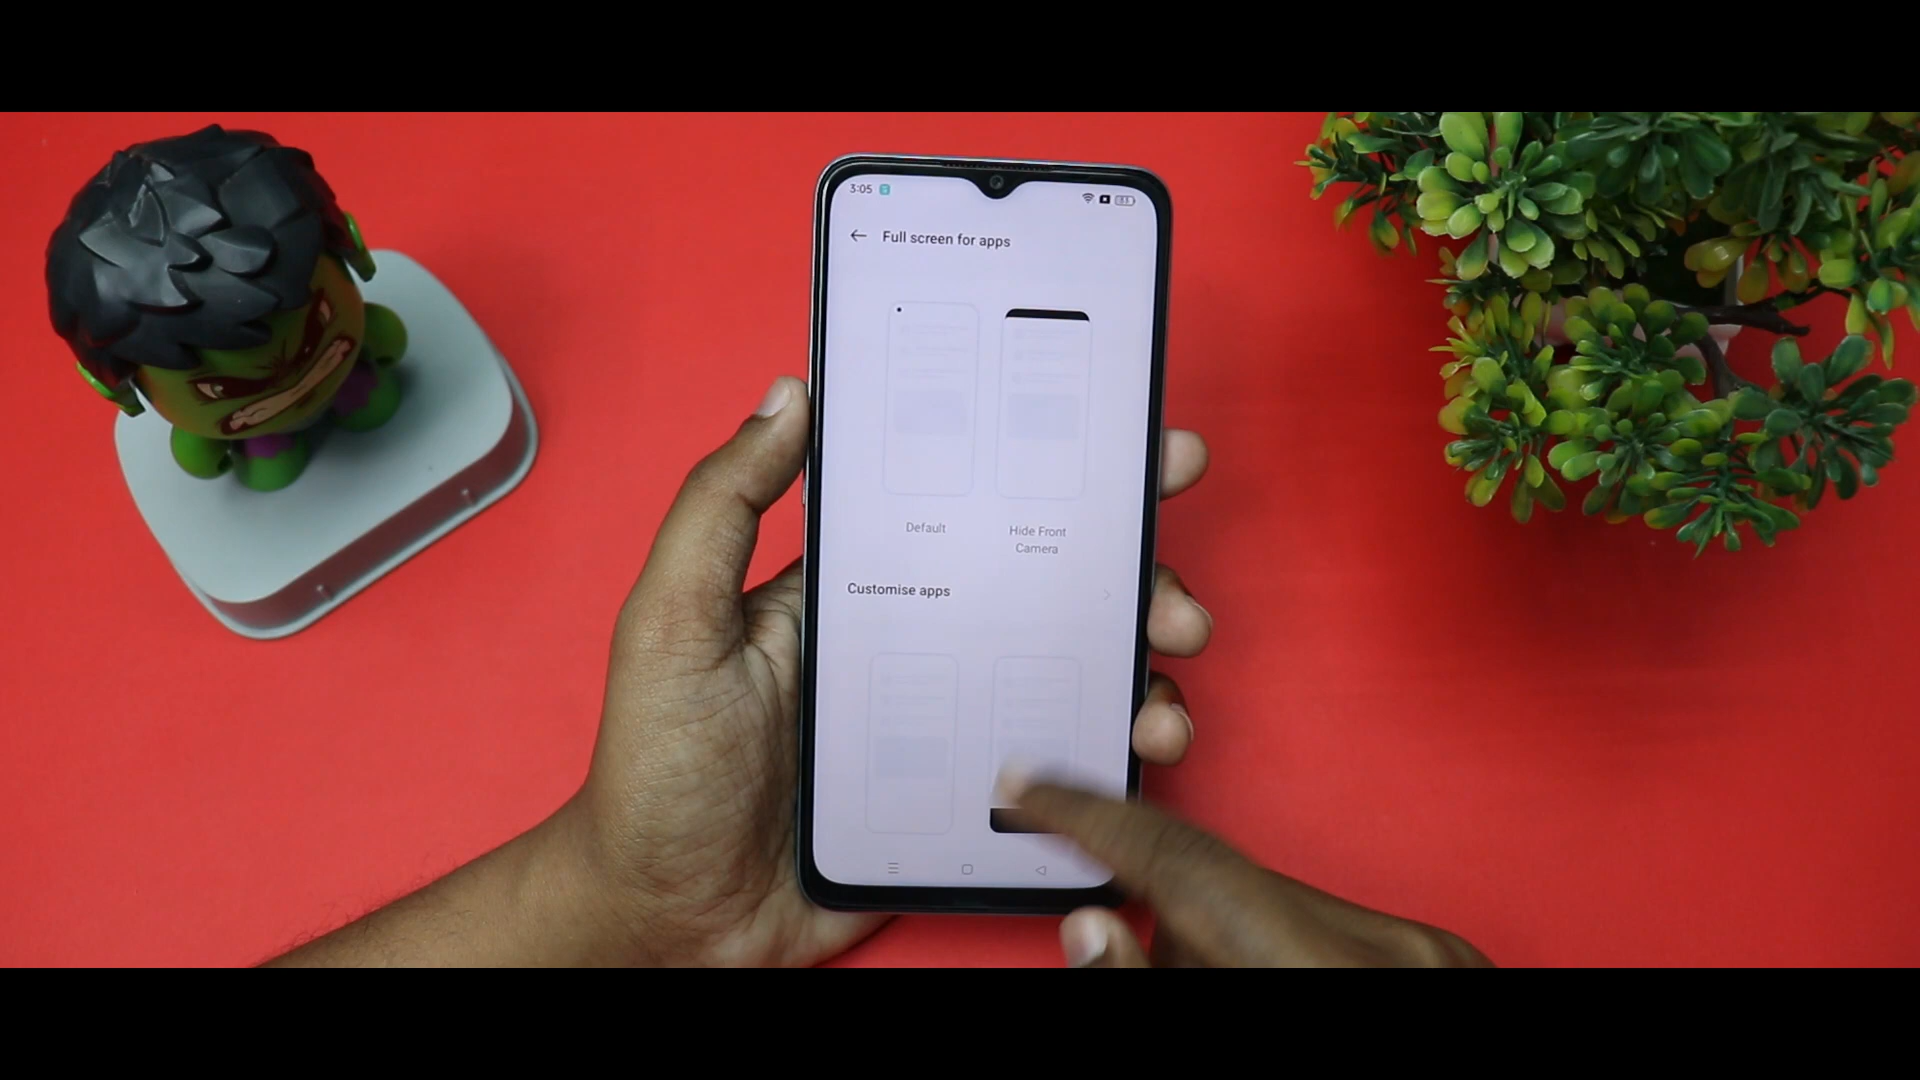 3:05
Full screen for apps
Default
Hide Front
Camera
Customise apps